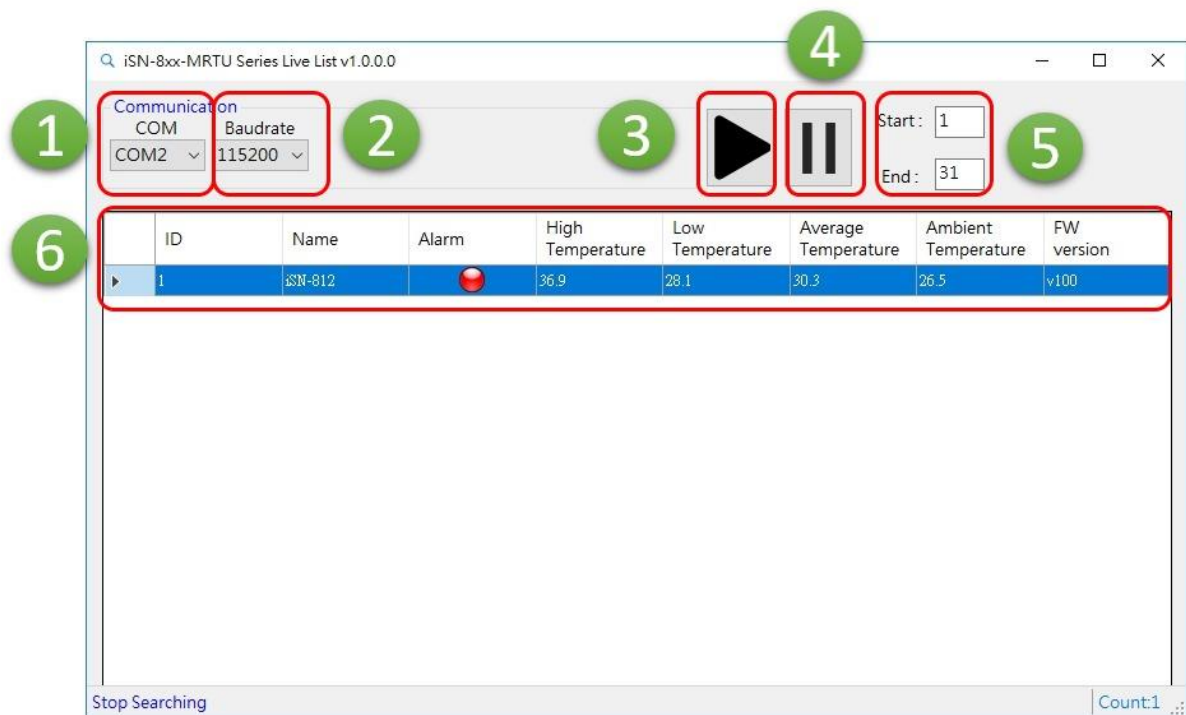 4
iSN-8xx-MRTU Series Live List v1.0.0.0
1
Communication
COM Baudrate
COM2 115200
2
3
Start : 1
End : 31
5
6
ID Name Alarm High Temperature Low Temperature Average Temperature Ambient Temperature FW version
1 iSN-812 36.9 28.1 30.3 26.5 v100
Stop Searching Count:1